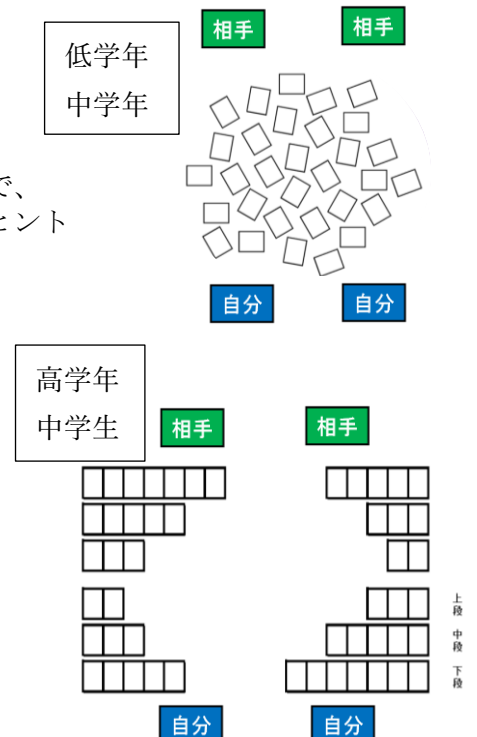 相手
相手
低学年
中学年
で、
ヒント
自分
自分
高学年
中学生
相手
相手
上段
中段
下段
自分
自分